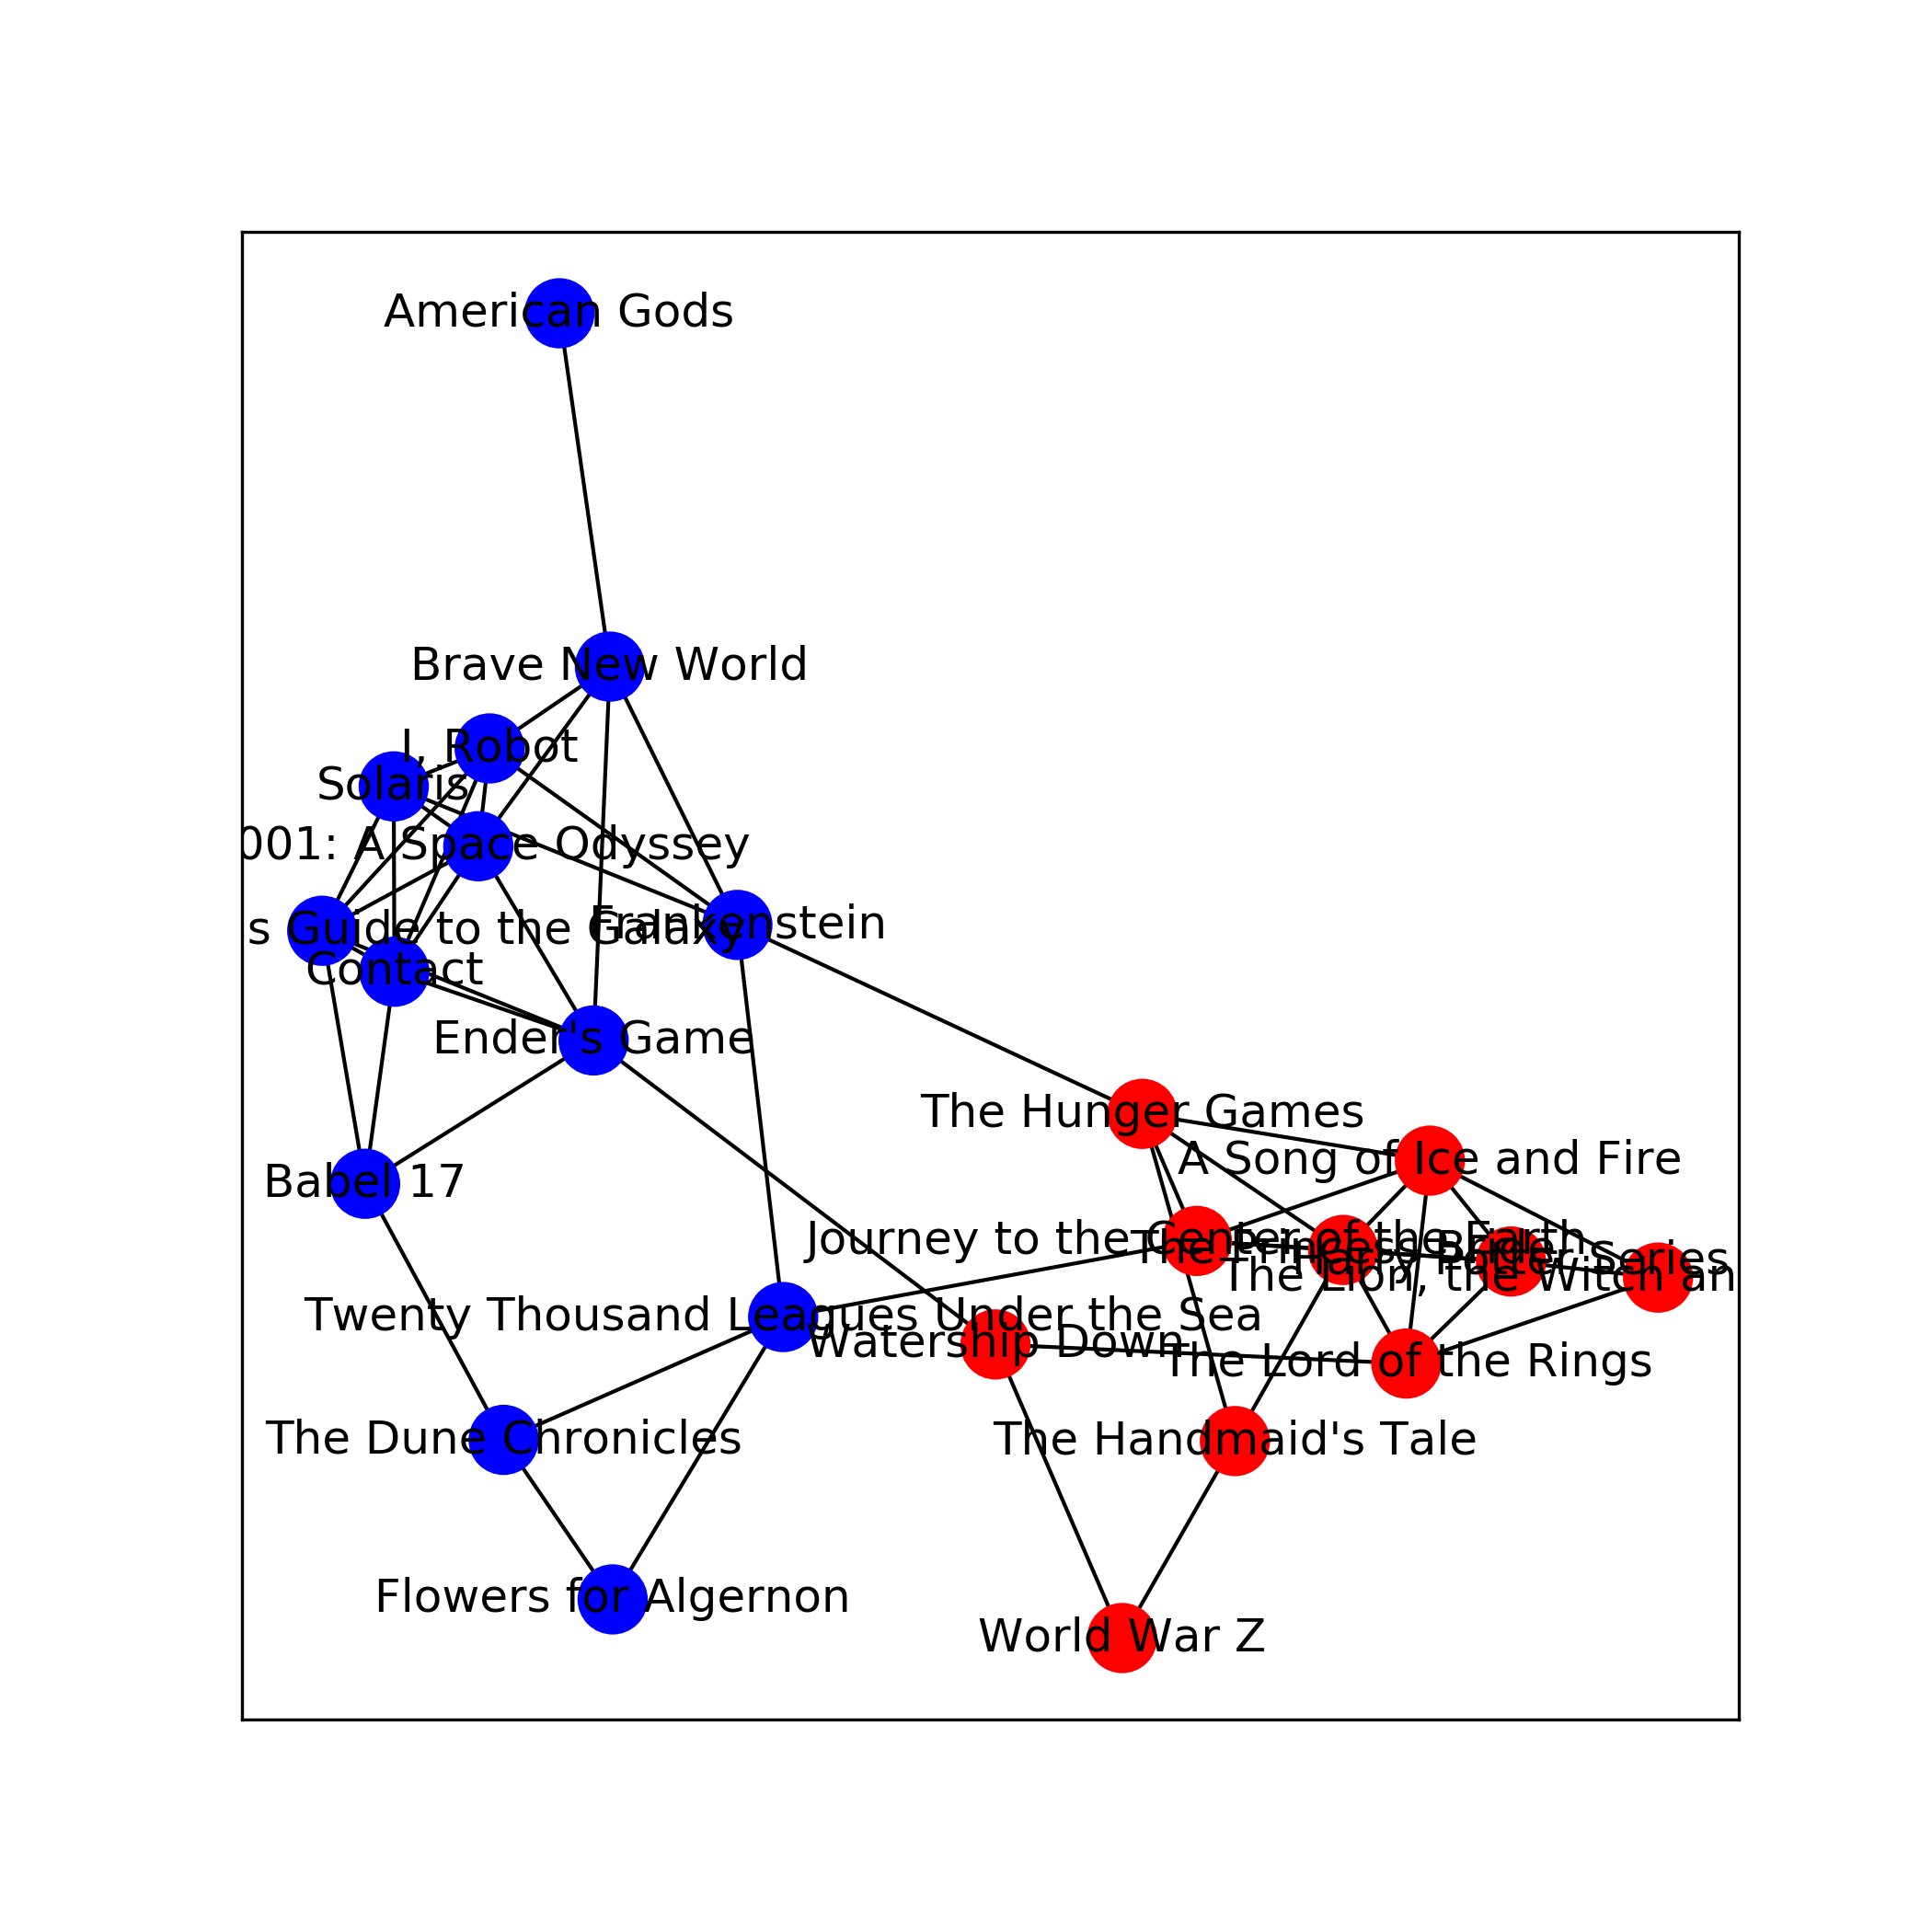 American Gods
Brave New World
I, Robot
Solaris
001: A Space Odyssey
Frankenstein
s Guide to the Galaxy
Contact
Ender's Game
The Hunger Games
A Song of Ice and Fire
Babel 17
Journey to the Center of the Earth
The Princess Bride
Harry Potter Series
The Lion, the Witch an
Twenty Thousand Leagues Under the Sea
Watership Down
The Lord of the Rings
The Dune Chronicles
The Handmaid's Tale
Flowers for Algernon
World War Z